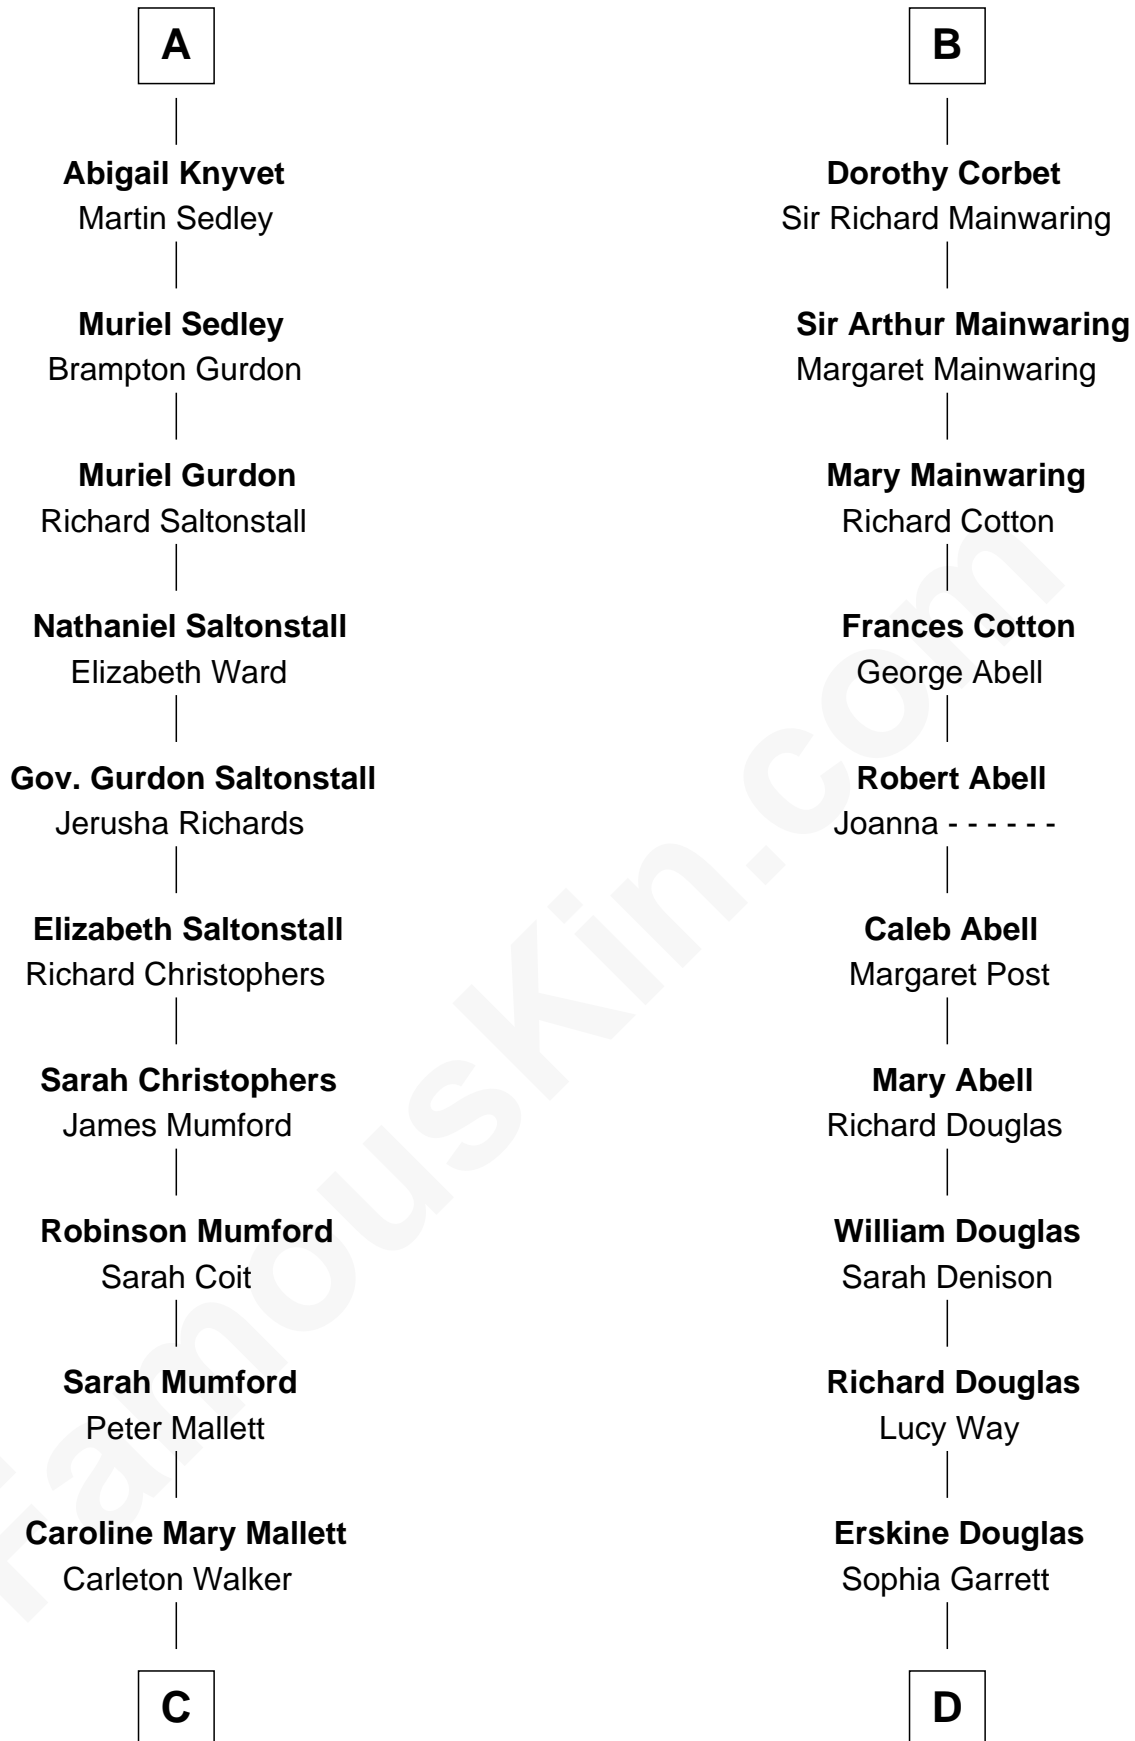 A
Abigail Knyvet
Martin Sedley
Muriel Sedley
Brampton Gurdon
Muriel Gurdon
Richard Saltonstall
Nathaniel Saltonstall
Elizabeth Ward
Gov. Gurdon Saltonstall
Jerusha Richards
Elizabeth Saltonstall
Richard Christophers
Sarah Christophers
James Mumford
Robinson Mumford
Sarah Coit
Sarah Mumford
Peter Mallett
Caroline Mary Mallett
Carleton Walker
C
B
Dorothy Corbet
Sir Richard Mainwaring
Sir Arthur Mainwaring
Margaret Mainwaring
Mary Mainwaring
Richard Cotton
Frances Cotton
George Abell
Robert Abell
Joanna - - - - - -
Caleb Abell
Margaret Post
Mary Abell
Richard Douglas
William Douglas
Sarah Denison
Richard Douglas
Lucy Way
Erskine Douglas
Sophia Garrett
D
FamousKin.com